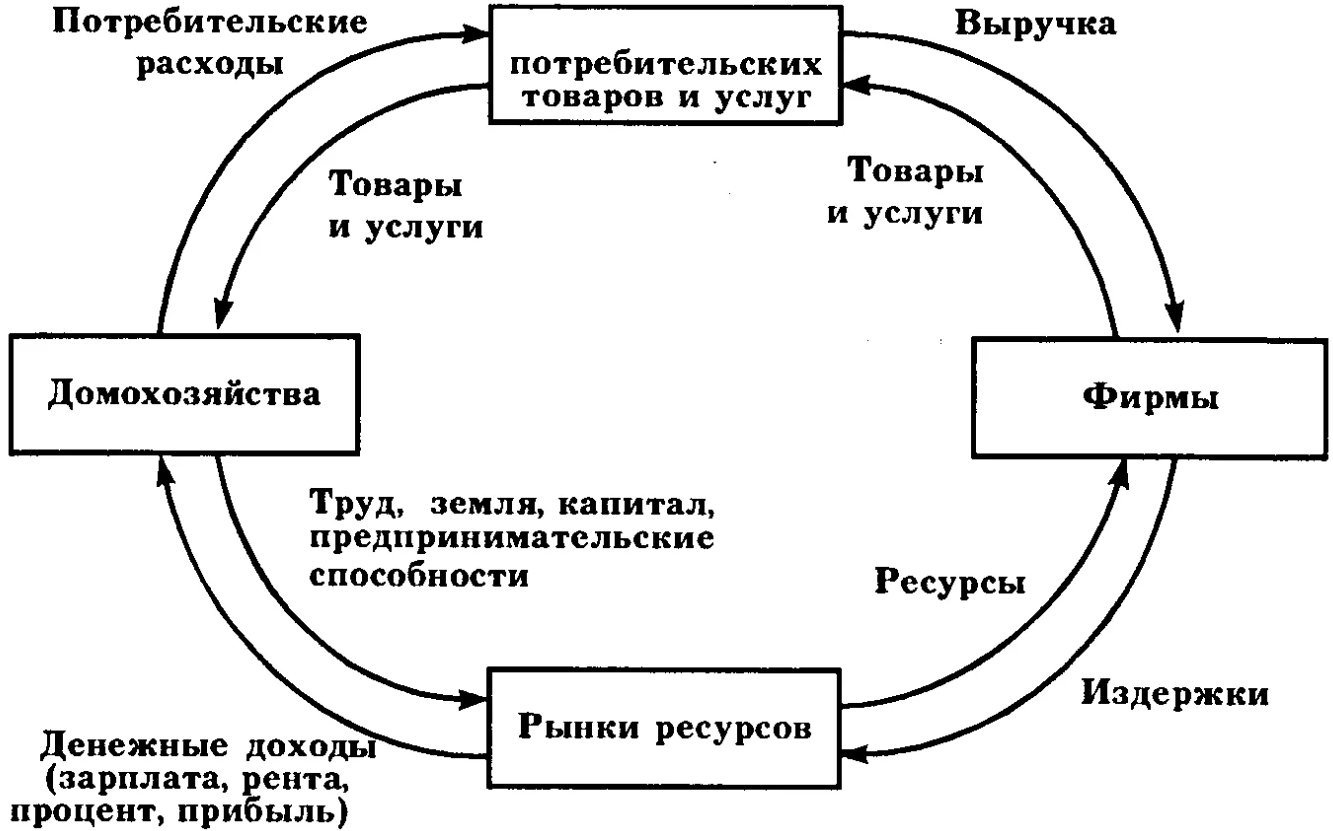 Потребительские
расходы
потребительских
товаров и услуг
Выручка
Товары
и услуги
Товары
и услуги
Домохозяйства
Фирмы
Труд, земля, капитал,
предпринимательские
способности
Ресурсы
Рынки ресурсов
Издержки
Денежные доходы
(зарплата, рента,
процент, прибыль)